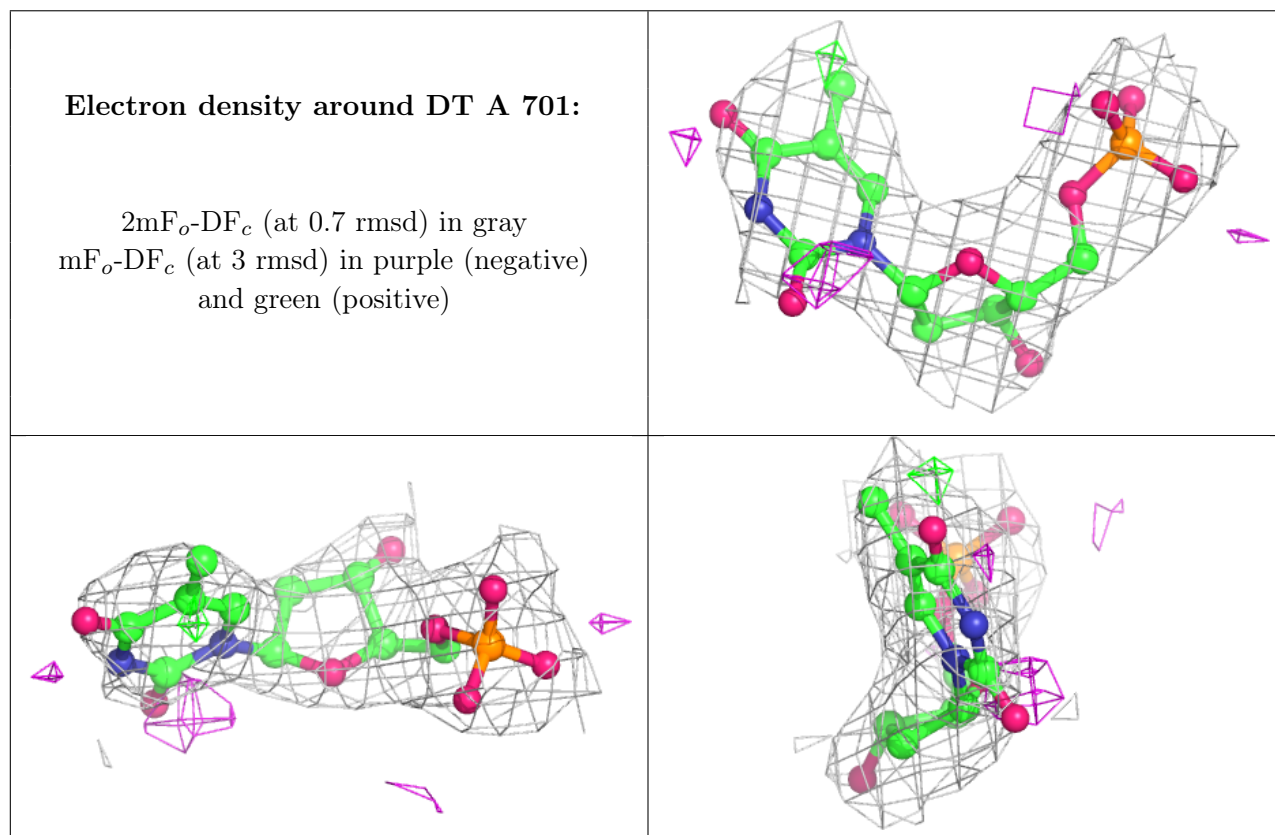 Electron density around DT A 701:
2mFo-DFc (at 0.7 rmsd) in gray
mFo-DFc (at 3 rmsd) in purple (negative)
and green (positive)